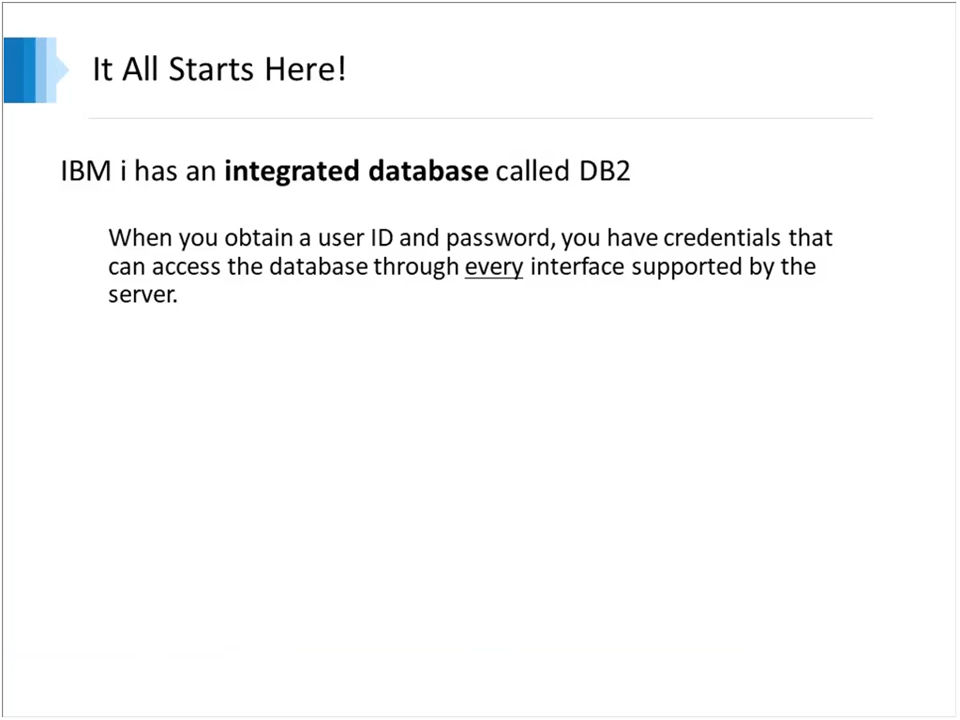 It All Starts Here!
IBM i has an integrated database called DB2
When you obtain a user ID and password, you have credentials that
can access the database through every interface supported by the
server.